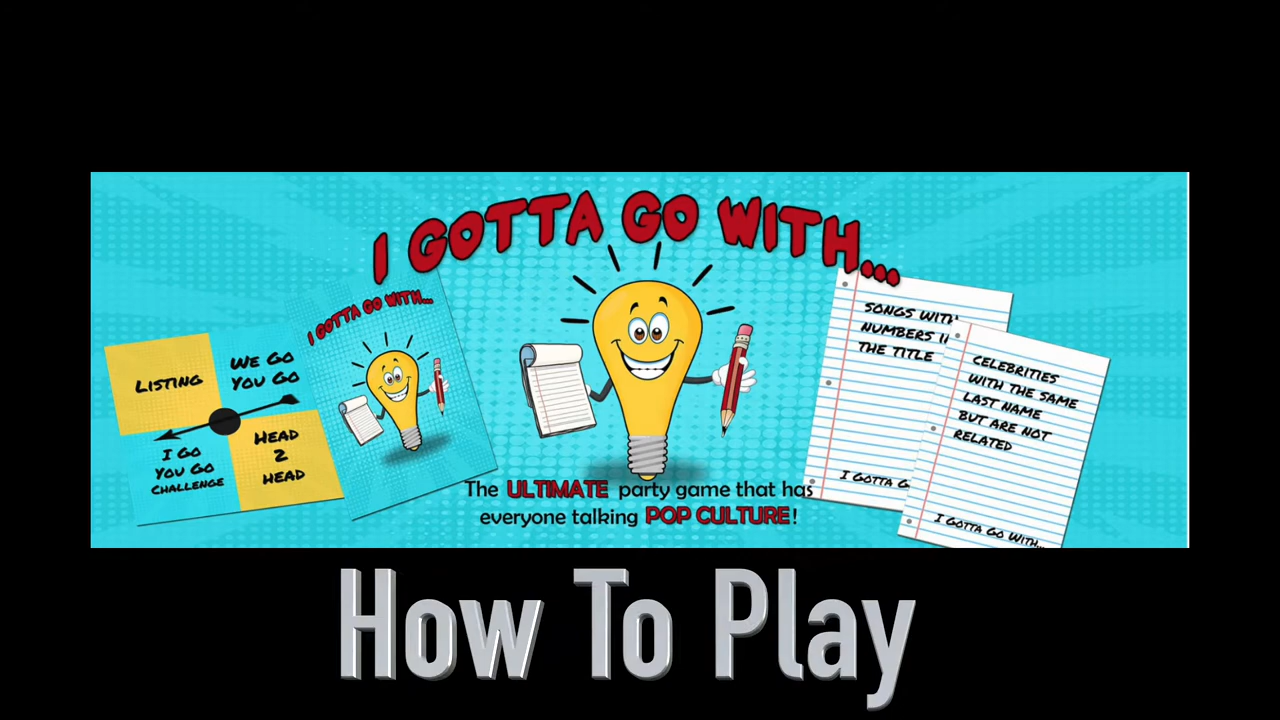 I GOTTA GO WITH...
I GOTTA GO WITH...
LISTING
WE GO
YOU GO
I GO
YOU GO
CHALLENGE
HEAD
2
HEAD
The ULTIMATE party game that has
everyone talking POP CULTURE!
SONGS WITH
NUMBERS
THE TITLE
I GOTTA
CELEBRITIES
WITH THE SAME
LAST NAME
BUT ARE NOT
RELATED
I GOTTA GO WITH...
How To Play